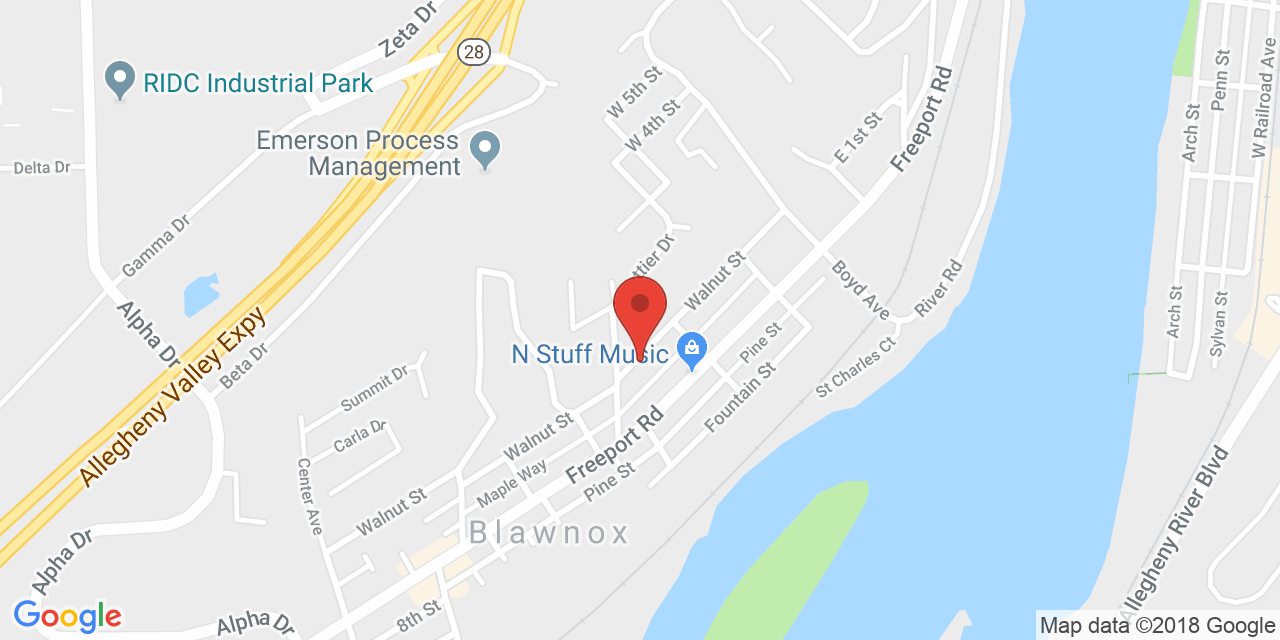 Zeta Dr
28
RIDC Industrial Park
Emerson Process
Management
Delta Dr
Gamma Dr
Alpha Dr
Allegheny Valley Expy
Beta Dr
W 5th St
W 4th St
E 1st St
Freeport Rd
Arch St
Penn St
W Railroad Ave
Walnut St
Boyd Ave
River Rd
Arch St
Sylvan St
N Stuff Music
Pine St
St Charles Ct
Fountain St
Summit Dr
Carla Dr
Center Ave
Walnut St
Maple Way
Walnut St
Freeport Rd
Pine St
Blawnox
Allegheny River Blvd
Alpha Dr
Alpha Dr
8th St
Google
Map data ©2018 Google